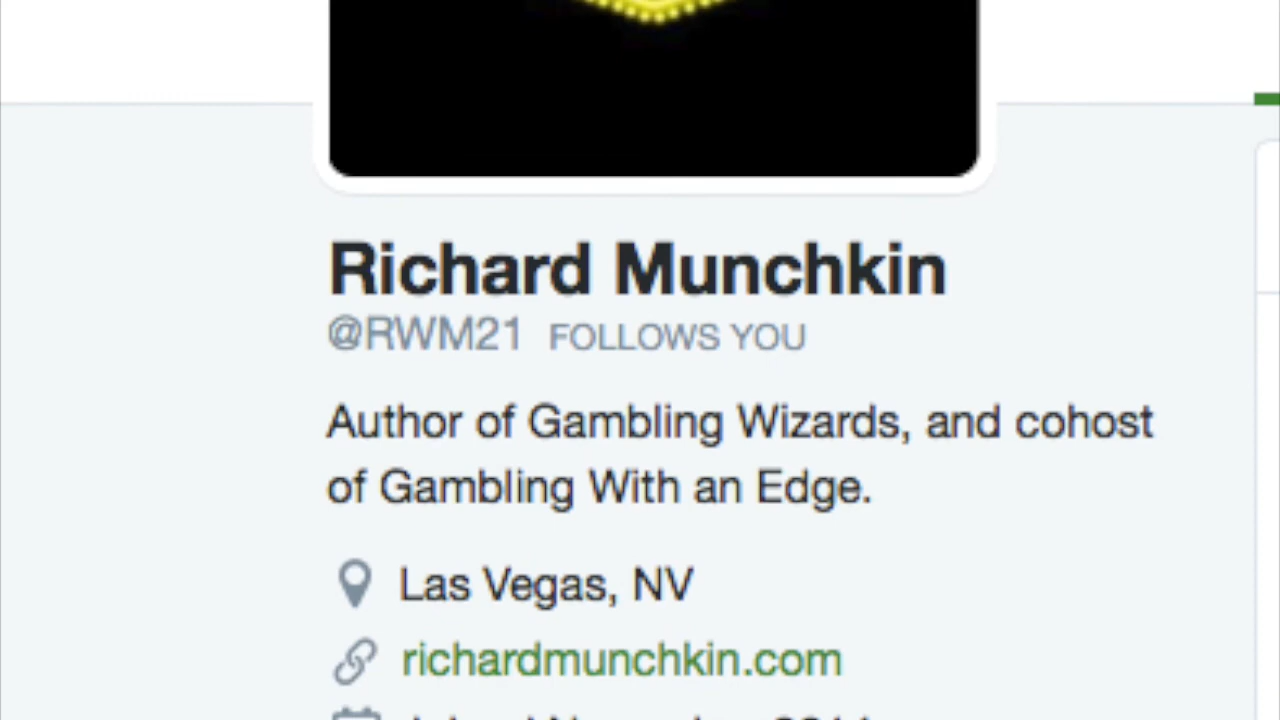 Richard Munchkin
@RWM21 FOLLOWS YOU
Author of Gambling Wizards, and cohost
of Gambling With an Edge.
Las Vegas, NV
richardmunchkin.com